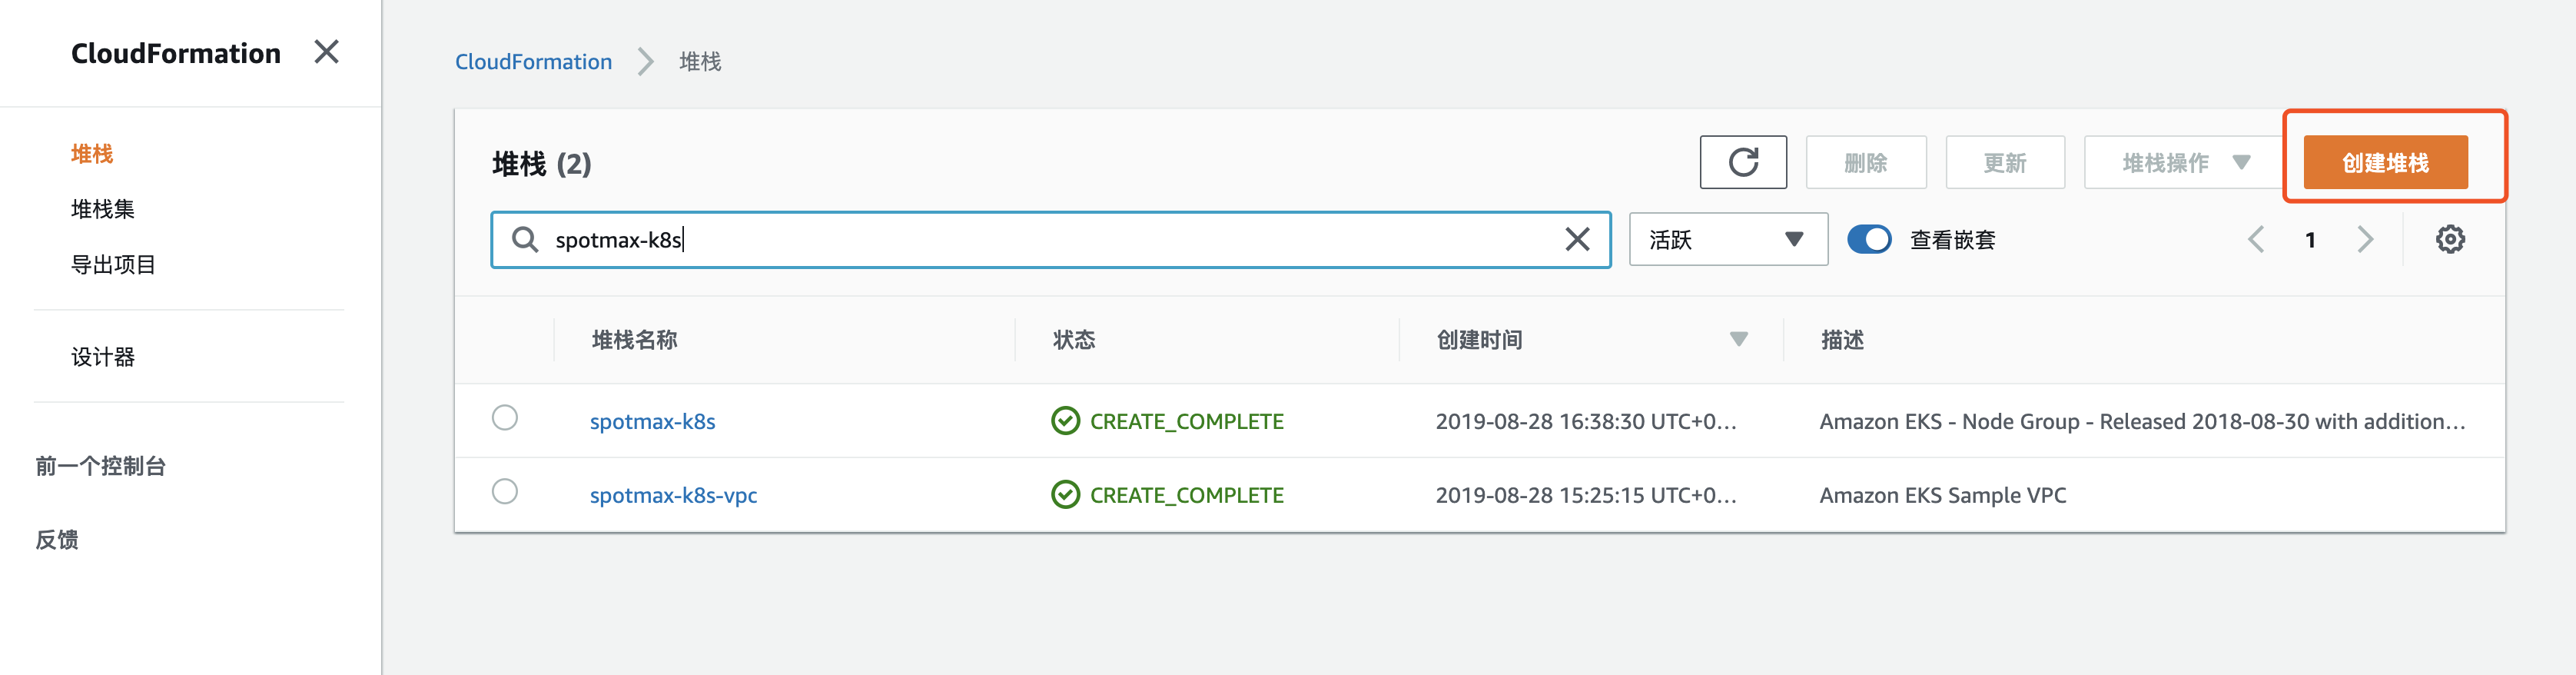 CloudFormation
堆栈
堆栈集
导出项目
设计器
前一个控制台
反馈
CloudFormation 堆栈
堆栈 (2)
删除 更新 堆栈操作 创建堆栈
spotmax-k8s 活跃 查看嵌套 1
堆栈名称 状态 创建时间 描述
spotmax-k8s CREATE_COMPLETE 2019-08-28 16:38:30 UTC+0... Amazon EKS - Node Group - Released 2018-08-30 with addition...
spotmax-k8s-vpc CREATE_COMPLETE 2019-08-28 15:25:15 UTC+0... Amazon EKS Sample VPC